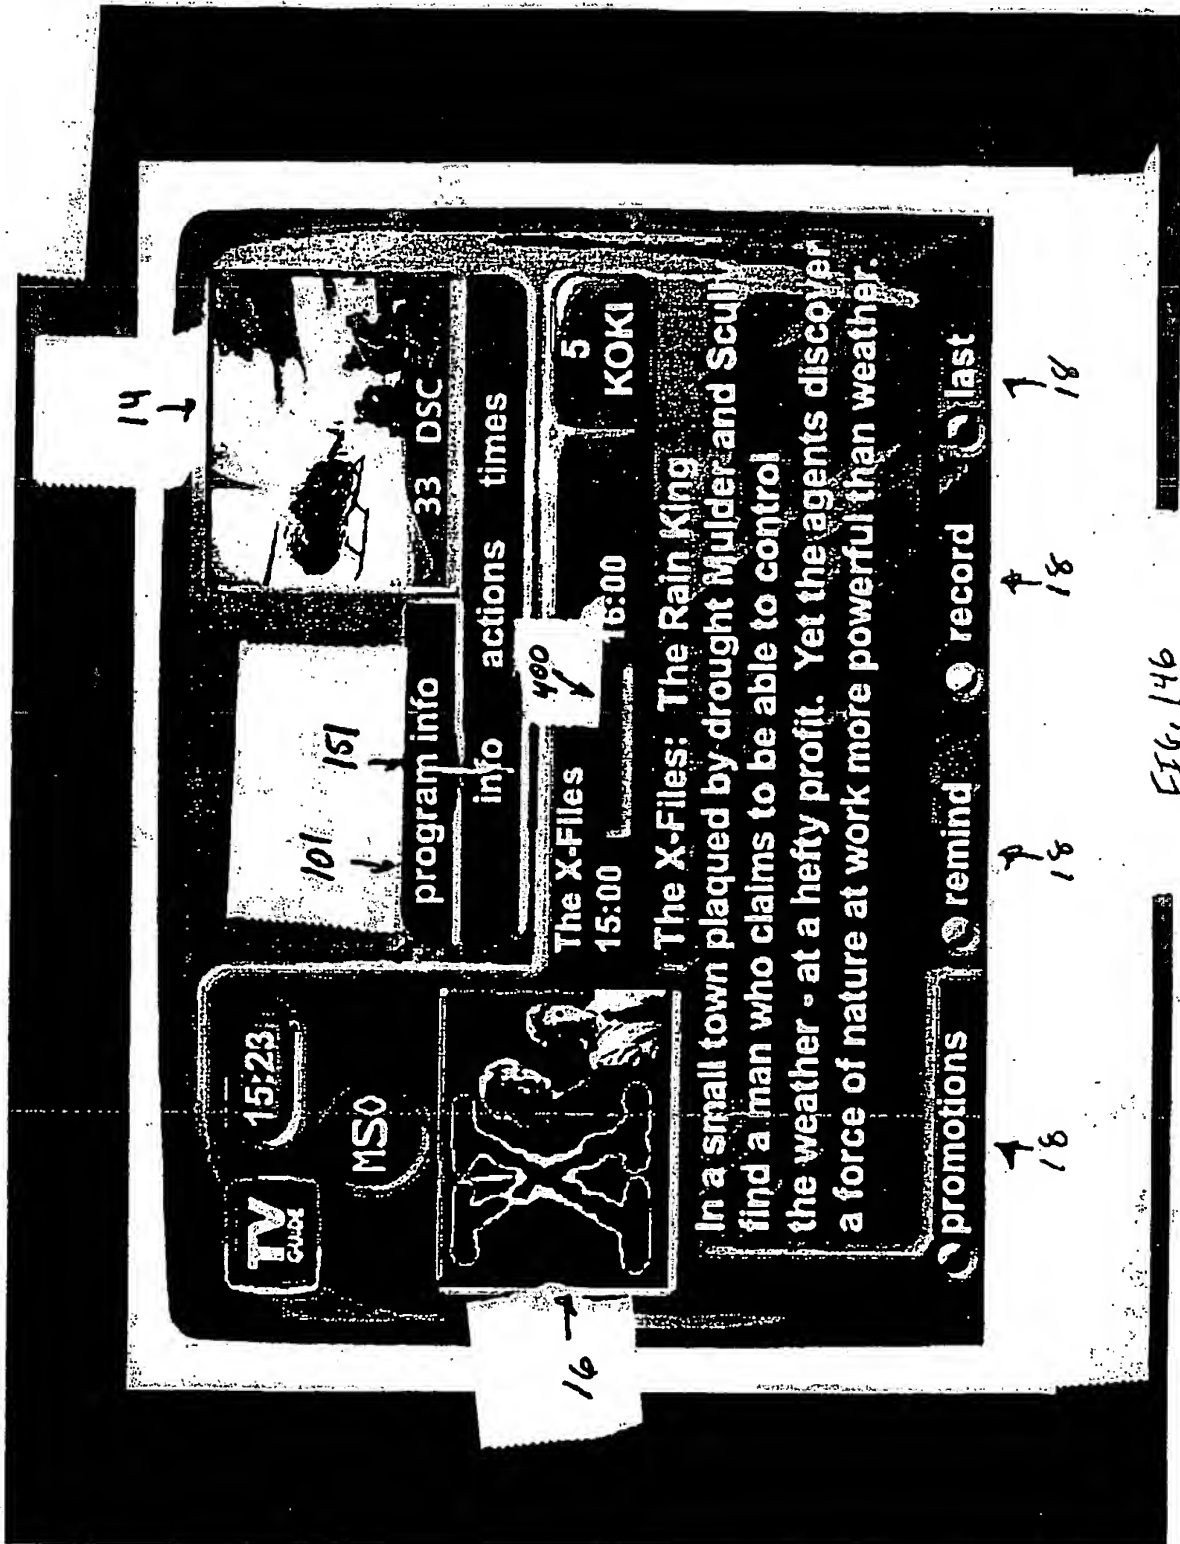 14
101 151
TV
GUIDE
15:23
MSO
33 DSC
program info
info actions times
400
16
The X-Files
15:00 16:00
5
KOKI
The X-Files: The Rain King
In a small town plaqued by drought Mulder and Scully
find a man who claims to be able to control
the weather - at a hefty profit. Yet the agents discover
a force of nature at work more powerful than weather.
promotions remind record last
18 18 18 18
FIG. 146